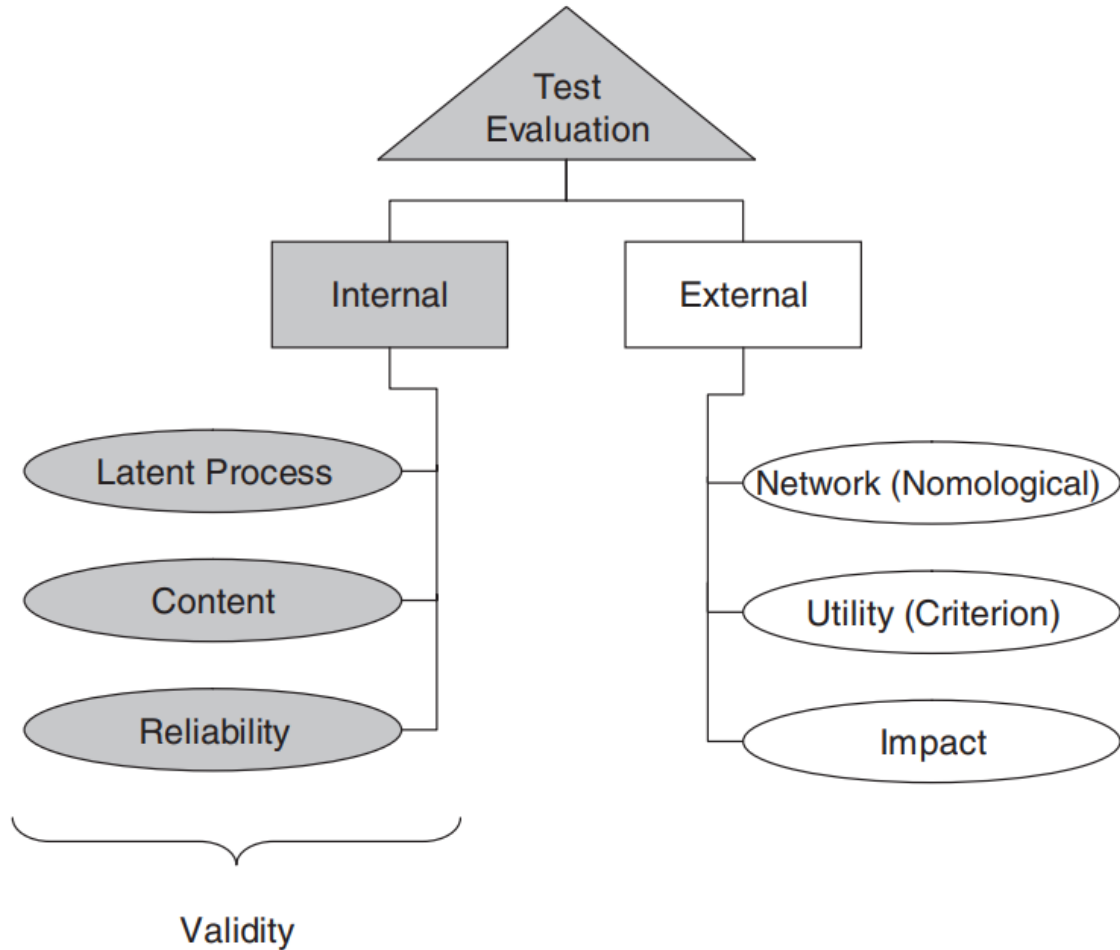 Test
Evaluation
Internal
External
Latent Process
Content
Reliability
Network (Nomological)
Utility (Criterion)
Impact
Validity